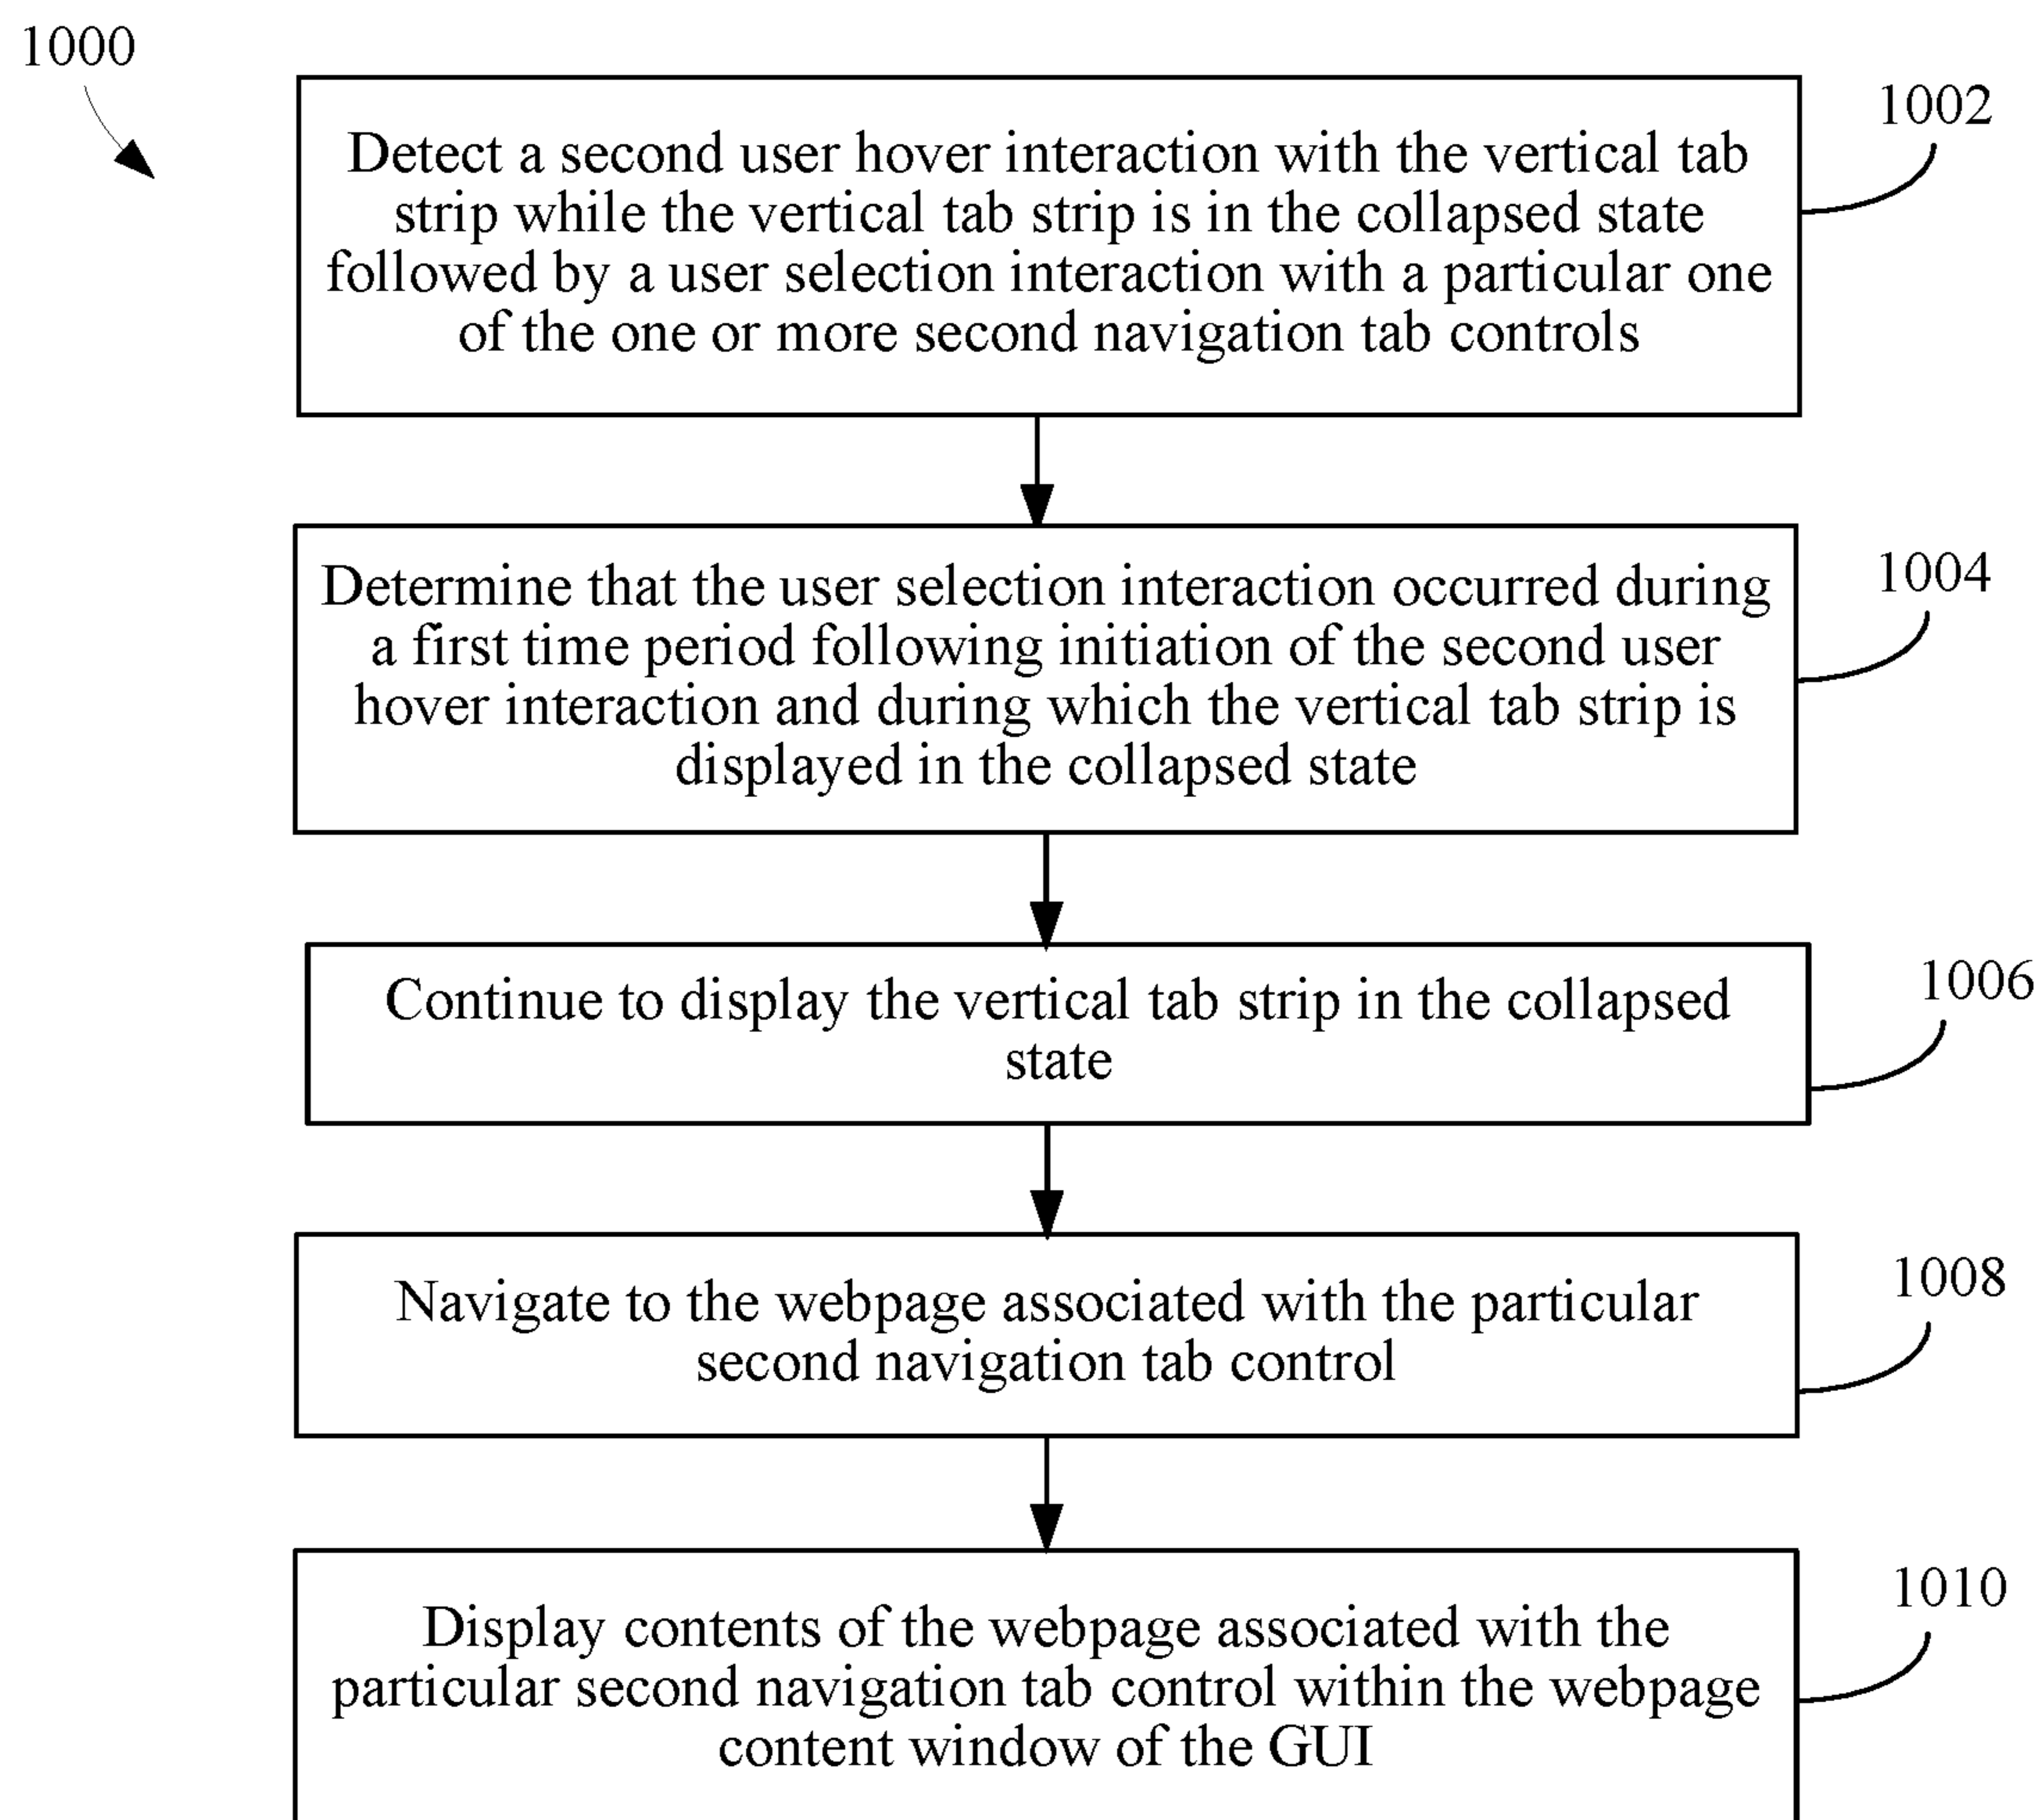 1000
1002
Detect a second user hover interaction with the vertical tab
strip while the vertical tab strip is in the collapsed state
followed by a user selection interaction with a particular one
of the one or more second navigation tab controls
1004
Determine that the user selection interaction occurred during
a first time period following initiation of the second user
hover interaction and during which the vertical tab strip is
displayed in the collapsed state
1006
Continue to display the vertical tab strip in the collapsed
state
1008
Navigate to the webpage associated with the particular
second navigation tab control
1010
Display contents of the webpage associated with the
particular second navigation tab control within the webpage
content window of the GUI